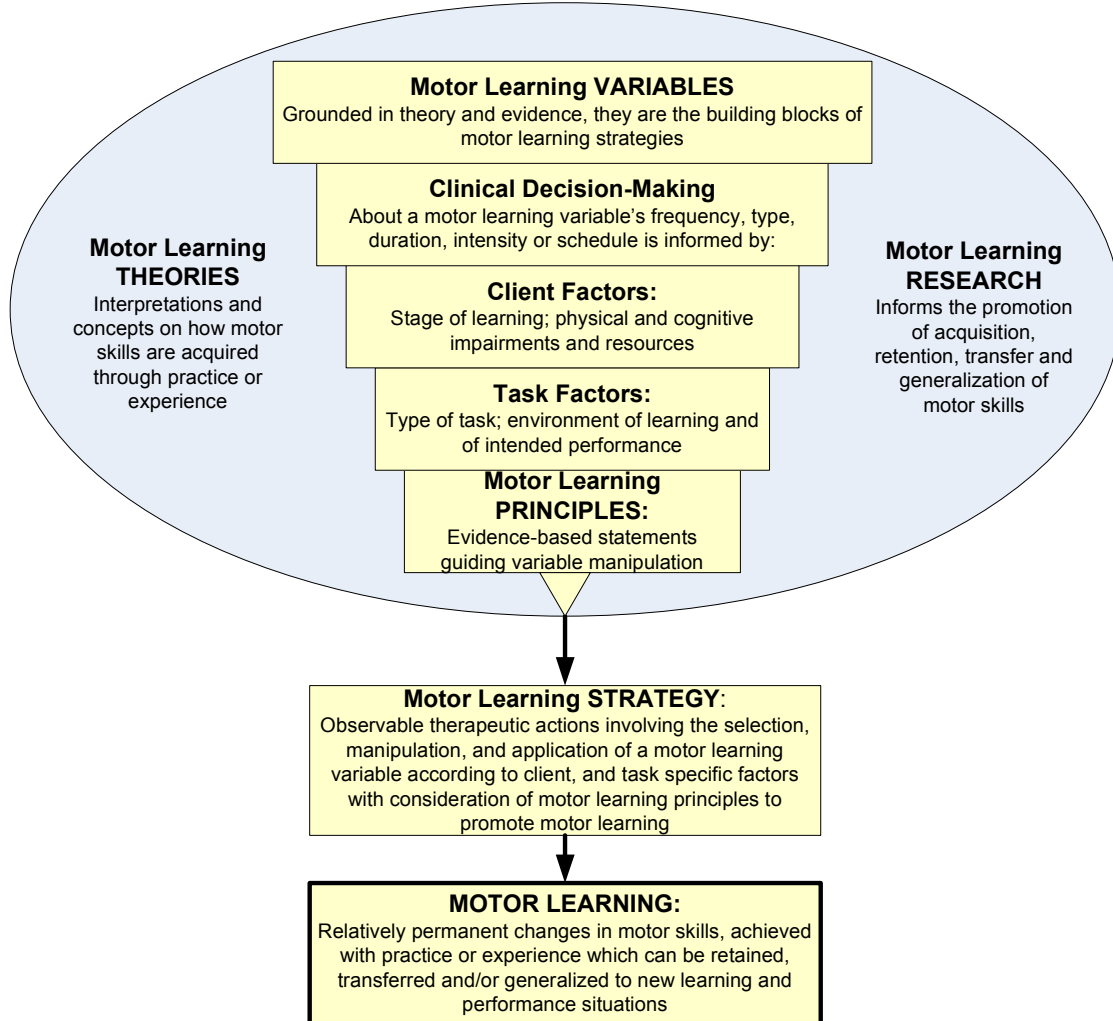 Motor Learning VARIABLES
Grounded in theory and evidence, they are the building blocks of
motor learning strategies
Clinical Decision-Making
About a motor learning variable's frequency, type,
duration, intensity or schedule is informed by:
Motor Learning
THEORIES
Interpretations and
concepts on how motor
skills are acquired
through practice or
experience
Client Factors:
Stage of learning; physical and cognitive
impairments and resources
Motor Learning
RESEARCH
Informs the promotion
of acquisition,
retention, transfer and
generalization of
motor skills
Task Factors:
Type of task; environment of learning and
of intended performance
Motor Learning
PRINCIPLES:
Evidence-based statements
guiding variable manipulation
Motor Learning STRATEGY:
Observable therapeutic actions involving the selection,
manipulation, and application of a motor learning
variable according to client, and task specific factors
with consideration of motor learning principles to
promote motor learning
MOTOR LEARNING:
Relatively permanent changes in motor skills, achieved
with practice or experience which can be retained,
transferred and/or generalized to new learning and
performance situations